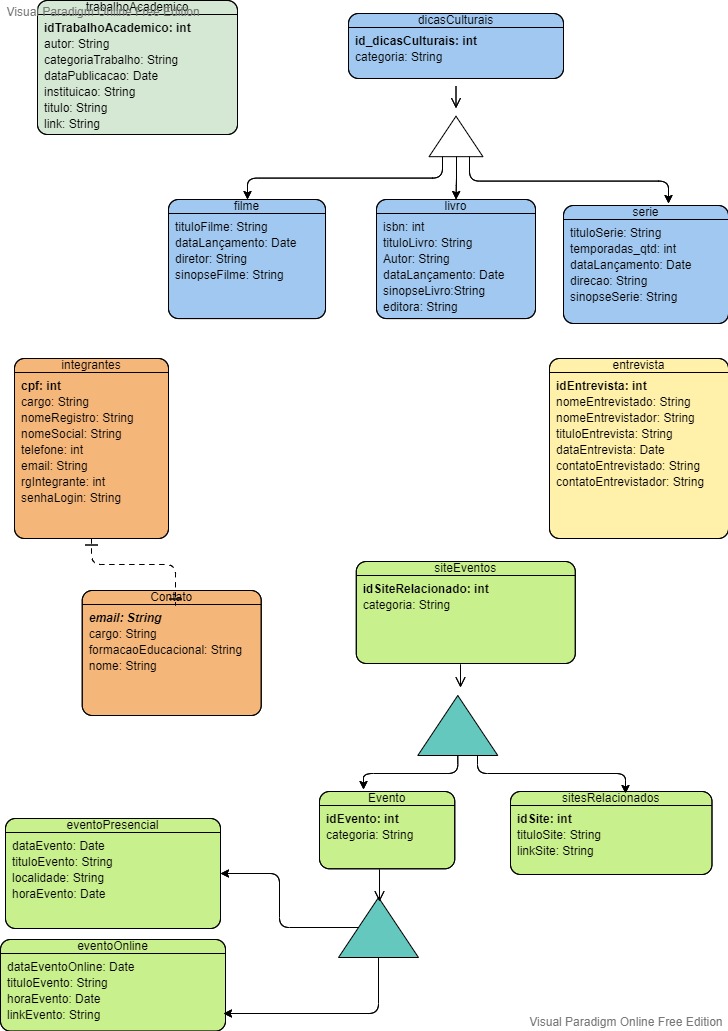 Visual Paradigm Online Free Edition
trabalhoAcademico
idTrabalhoAcademico: int
autor: String
categoriaTrabalho: String
dataPublicacao: Date
instituicao: String
titulo: String
link: String
dicasCulturais
id_dicasCulturais: int
categoria: String
filme
tituloFilme: String
dataLançamento: Date
diretor: String
sinopseFilme: String
livro
isbn: int
tituloLivro: String
Autor: String
dataLançamento: Date
sinopseLivro:String
editora: String
serie
tituloSerie: String
temporadas_qtd: int
dataLançamento: Date
direcao: String
sinopseSerie: String
integrantes
cpf: int
cargo: String
nomeRegistro: String
nomeSocial: String
telefone: int
email: String
rgIntegrante: int
senhaLogin: String
entrevista
idEntrevista: int
nomeEntrevistado: String
nomeEntrevistador: String
tituloEntrevista: String
dataEntrevista: Date
contatoEntrevistado: String
contatoEntrevistador: String
Contato
email: String
cargo: String
formacaoEducacional: String
nome: String
siteEventos
idSiteRelacionado: int
categoria: String
Evento
idEvento: int
categoria: String
sitesRelacionados
idSite: int
tituloSite: String
linkSite: String
eventoPresencial
dataEvento: Date
tituloEvento: String
localidade: String
horaEvento: Date
eventoOnline
dataEventoOnline: Date
tituloEvento: String
horaEvento: Date
linkEvento: String
Visual Paradigm Online Free Edition